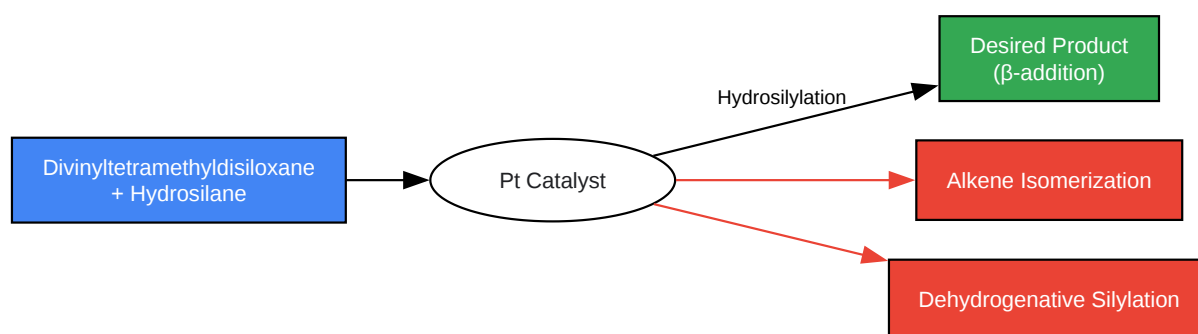 Divinyltetramethyldisiloxane
+ Hydrosilane
Pt Catalyst
Hydrosilylation
Desired Product
(β-addition)
Alkene Isomerization
Dehydrogenative Silylation